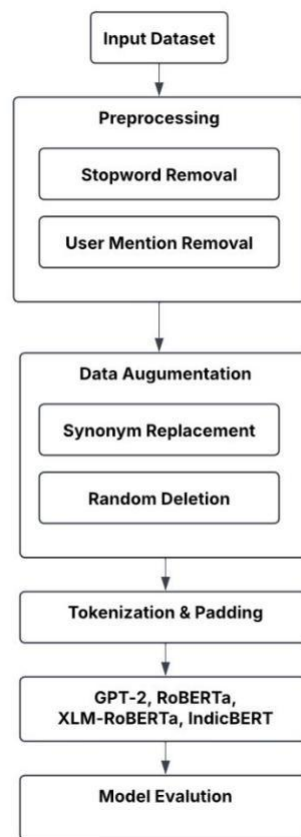 Input Dataset
Preprocessing
Stopword Removal
User Mention Removal
Data Augumentation
Synonym Replacement
Random Deletion
Tokenization & Padding
GPT-2, RoBERTa,
XLM-RoBERTa, IndicBERT
Model Evalution